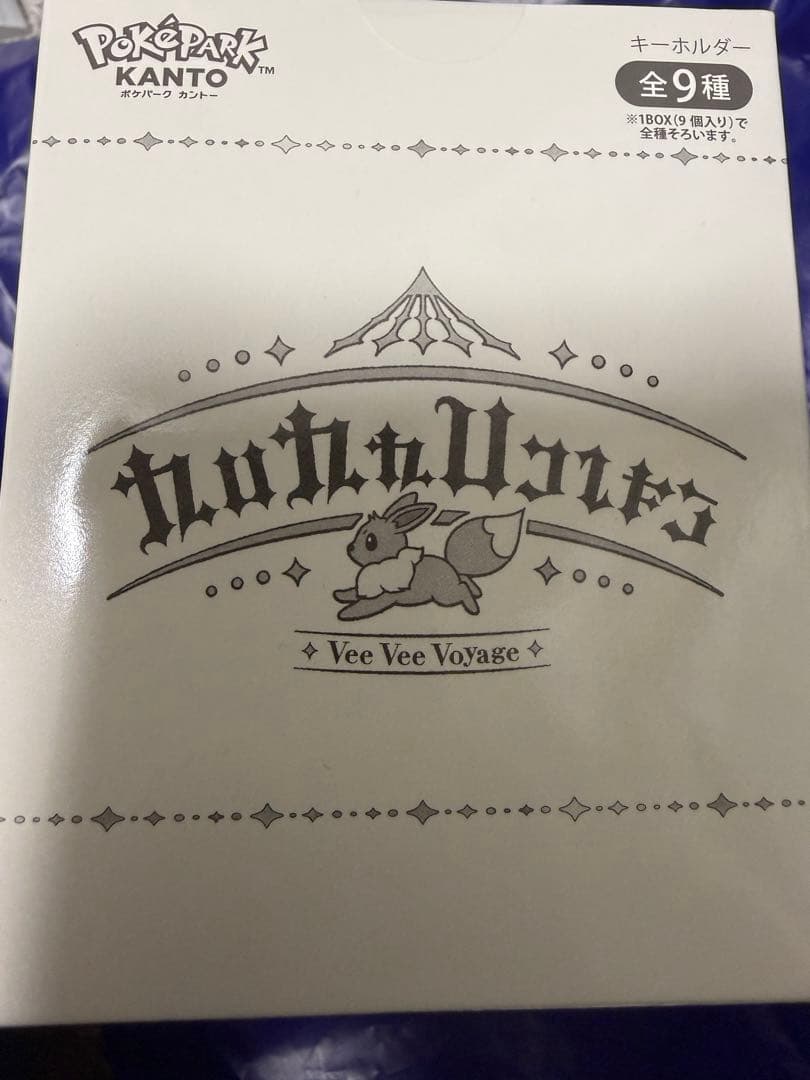 PoKéPARK
KANTO™
ポケパーク カントー
キーホルダー
全9種
※1BOX(9個入り)で
全種そろいます。
Vee Vee Voyage